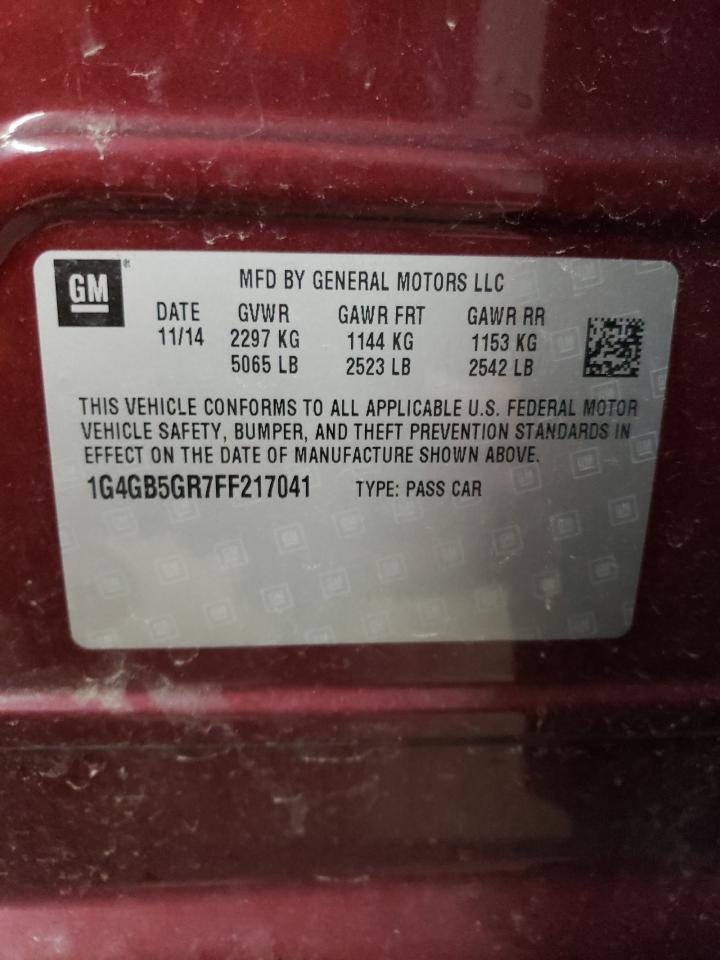 GM
MFD BY GENERAL MOTORS LLC
DATE GVWR GAWR FRT GAWR RR
11/14 2297 KG 1144 KG 1153 KG
5065 LB 2523 LB 2542 LB
THIS VEHICLE CONFORMS TO ALL APPLICABLE U.S. FEDERAL MOTOR
VEHICLE SAFETY, BUMPER, AND THEFT PREVENTION STANDARDS IN
EFFECT ON THE DATE OF MANUFACTURE SHOWN ABOVE.
1G4GB5GR7FF217041 TYPE: PASS CAR